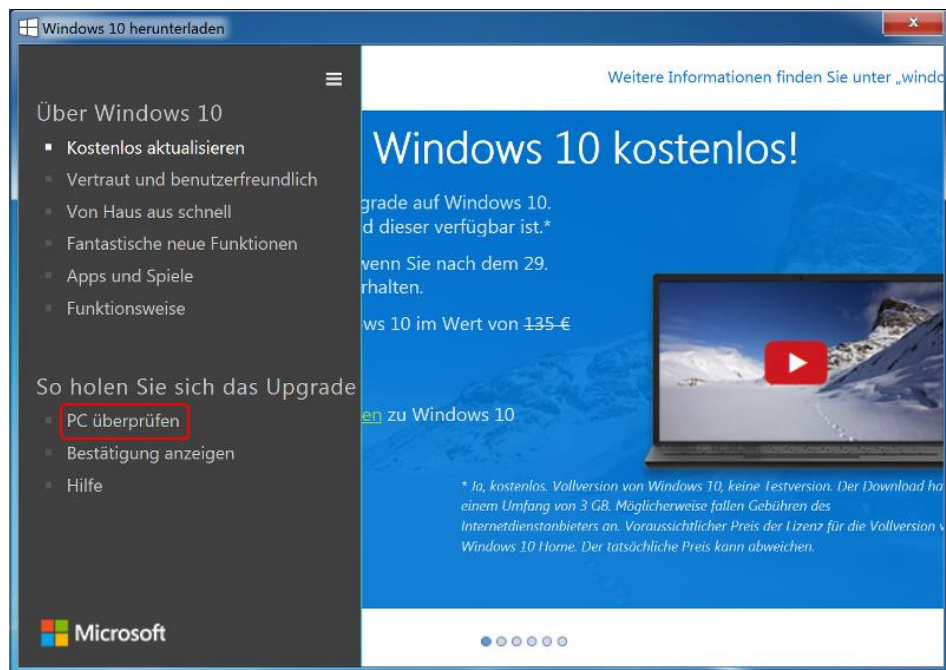 Windows 10 herunterladen
Weitere Informationen finden Sie unter „windo
Über Windows 10
Kostenlos aktualisieren
Vertraut und benutzerfreundlich
Von Haus aus schnell
Fantastische neue Funktionen
Apps und Spiele
Funktionsweise
So holen Sie sich das Upgrade
PC überprüfen
Bestätigung anzeigen
Hilfe
Microsoft
Windows 10 kostenlos!
grade auf Windows 10.
d dieser verfügbar ist.*
wenn Sie nach dem 29.
rhalten.
ws 10 im Wert von 135 €
en zu Windows 10
* Ja, kostenlos. Vollversion von Windows 10, keine Testversion. Der Download ha
einem Umfang von 3 GB. Möglicherweise fallen Gebühren des
Internetdienstanbieters an. Voraussichtlicher Preis der Lizenz für die Vollversion v
Windows 10 Home. Der tatsächliche Preis kann abweichen.